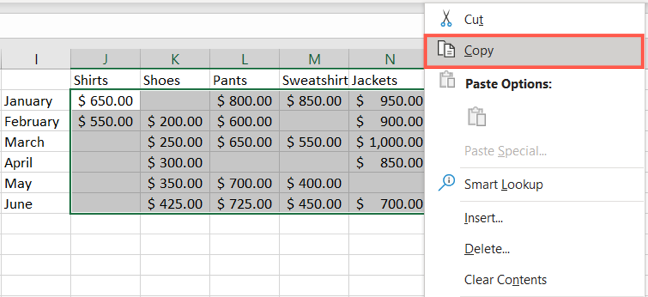 I J K L M N
Shirts Shoes Pants Sweatshirt Jackets
January $ 650.00 $ 800.00 $ 850.00 $ 950.00
February $ 550.00 $ 200.00 $ 600.00 $ 900.00
March $ 250.00 $ 650.00 $ 550.00 $ 1,000.00
April $ 300.00 $ 850.00
May $ 350.00 $ 700.00 $ 400.00
June $ 425.00 $ 725.00 $ 450.00 $ 700.00
Cut
Copy
Paste Options:
Paste Special...
Smart Lookup
Insert...
Delete...
Clear Contents